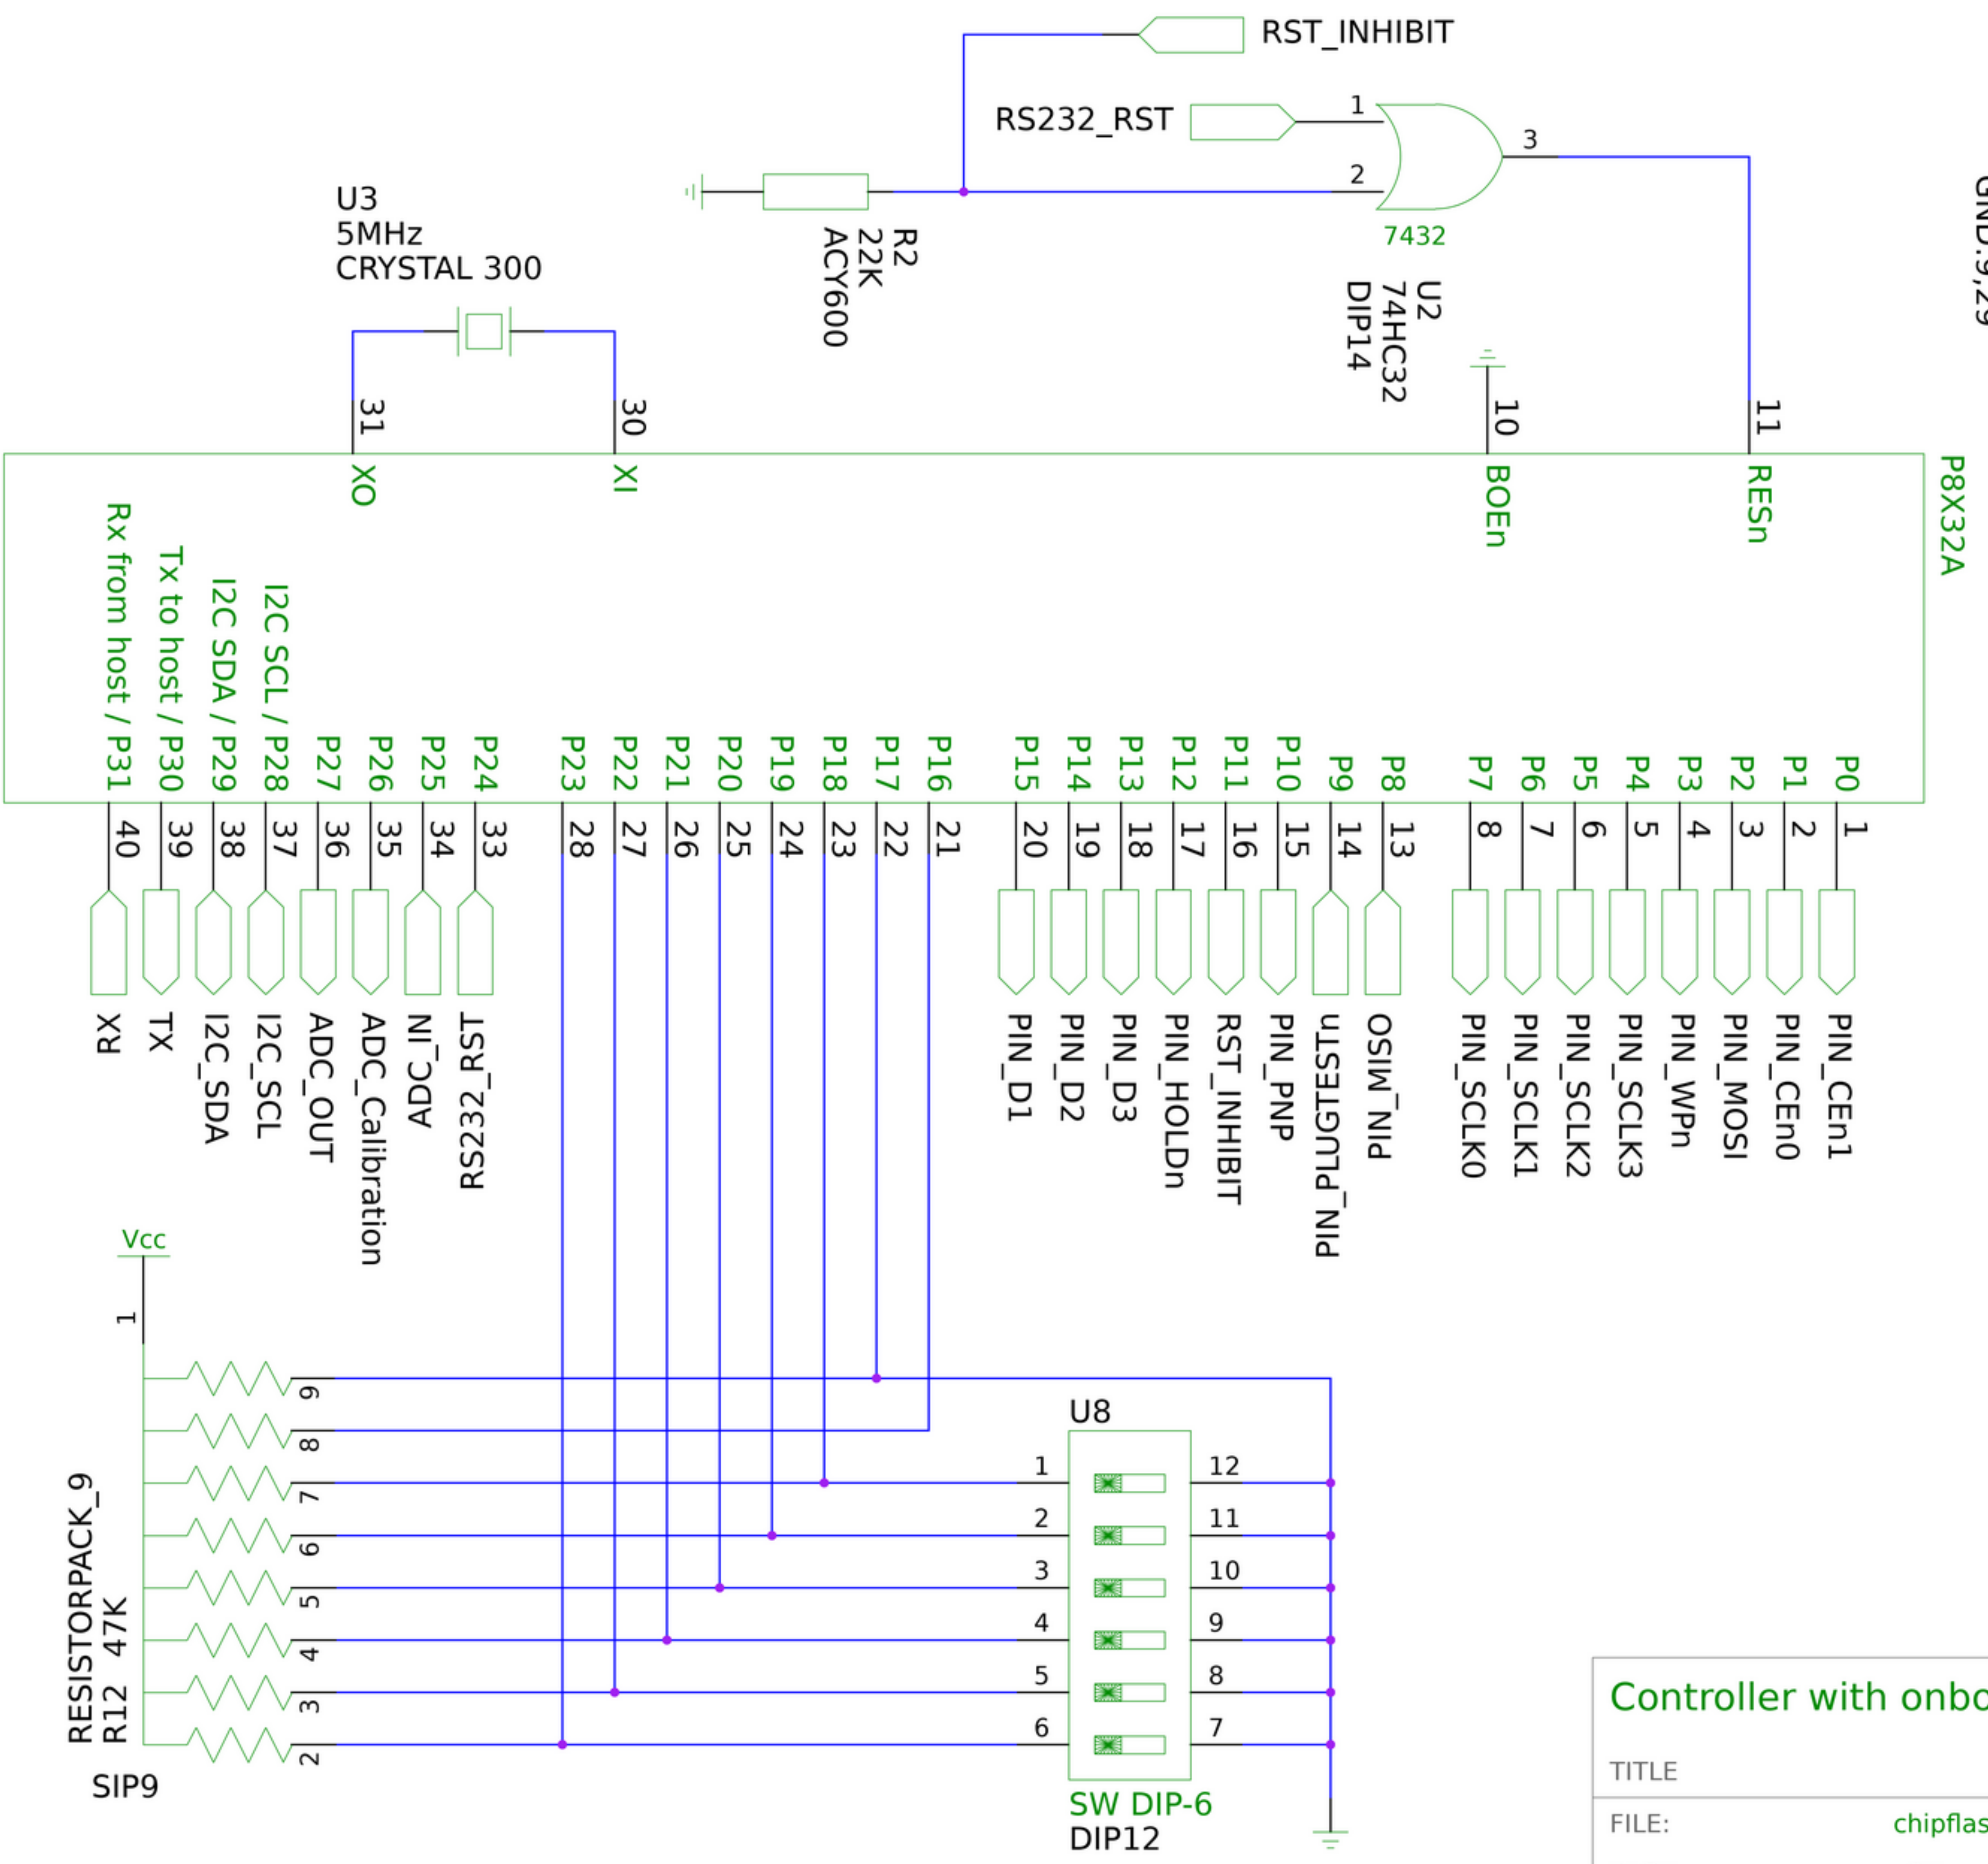 RST_INHIBIT
RS232_RST
1
2
3
7432
U3
5MHz
CRYSTAL 300
R2
22K
ACY600
U2
74HC32
DIP14
GND:9,29
31
30
10
11
XO
XI
BOEn
RESn
P8X32A
Rx from host / P31
Tx to host / P30
I2C SDA / P29
I2C SCL / P28
P27
P26
P25
P24
P23
P22
P21
P20
P19
P18
P17
P16
P15
P14
P13
P12
P11
P10
P9
P8
P7
P6
P5
P4
P3
P2
P1
P0
40
39
38
37
36
35
34
33
28
27
26
25
24
23
22
21
20
19
18
17
16
15
14
13
8
7
6
5
4
3
2
1
RX
TX
I2C_SDA
I2C_SCL
ADC_OUT
ADC_Calibration
ADC_IN
RS232_RST
PIN_D1
PIN_D2
PIN_D3
PIN_HOLDn
RST_INHIBIT
PIN_PNP
PIN_PLUGTESTn
PIN_MISO
PIN_SCLK0
PIN_SCLK1
PIN_SCLK2
PIN_SCLK3
PIN_WPn
PIN_MOSI
PIN_CEn0
PIN_CEn1
Vcc
1
9
8
7
6
5
4
3
2
RESISTORPACK_9
R12 47K
SIP9
U8
1
2
3
4
5
6
12
11
10
9
8
7
SW DIP-6
DIP12
Controller with onbo
TITLE
FILE: chipflas